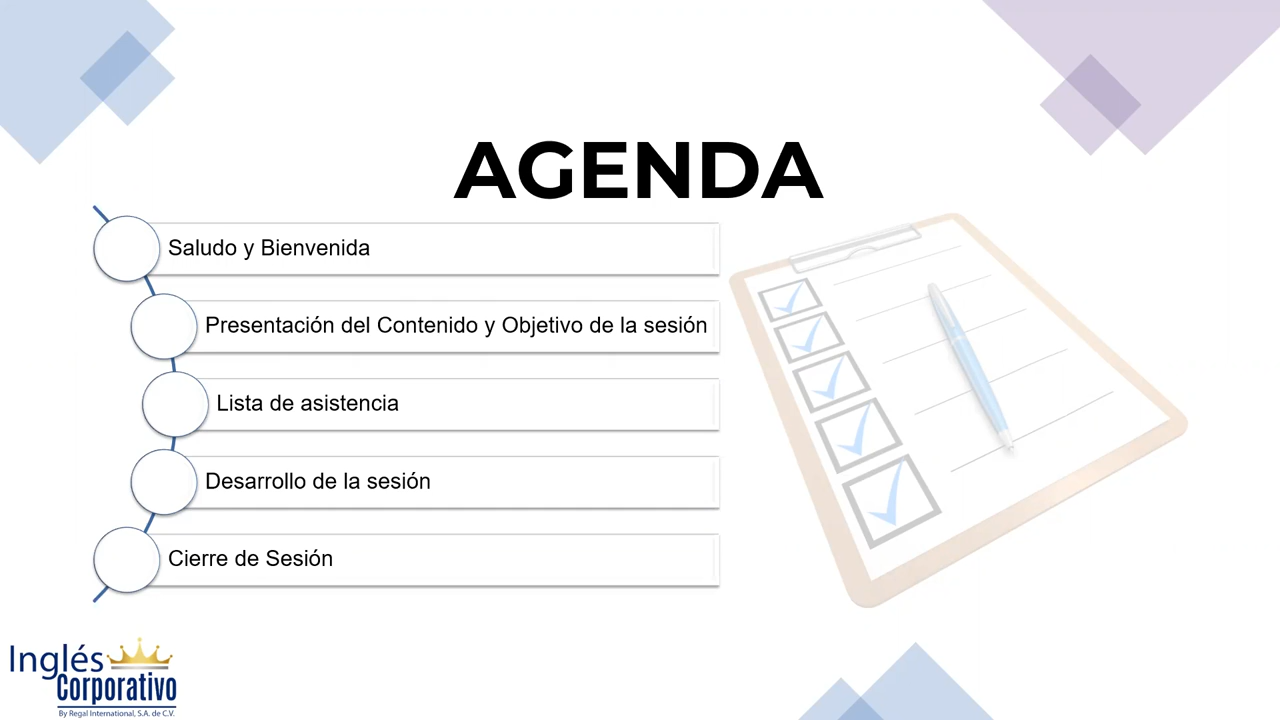 AGENDA
Saludo y Bienvenida
Presentación del Contenido y Objetivo de la sesión
Lista de asistencia
Desarrollo de la sesión
Cierre de Sesión
Inglés
Corporativo
By Regal International, S.A. de C.V.